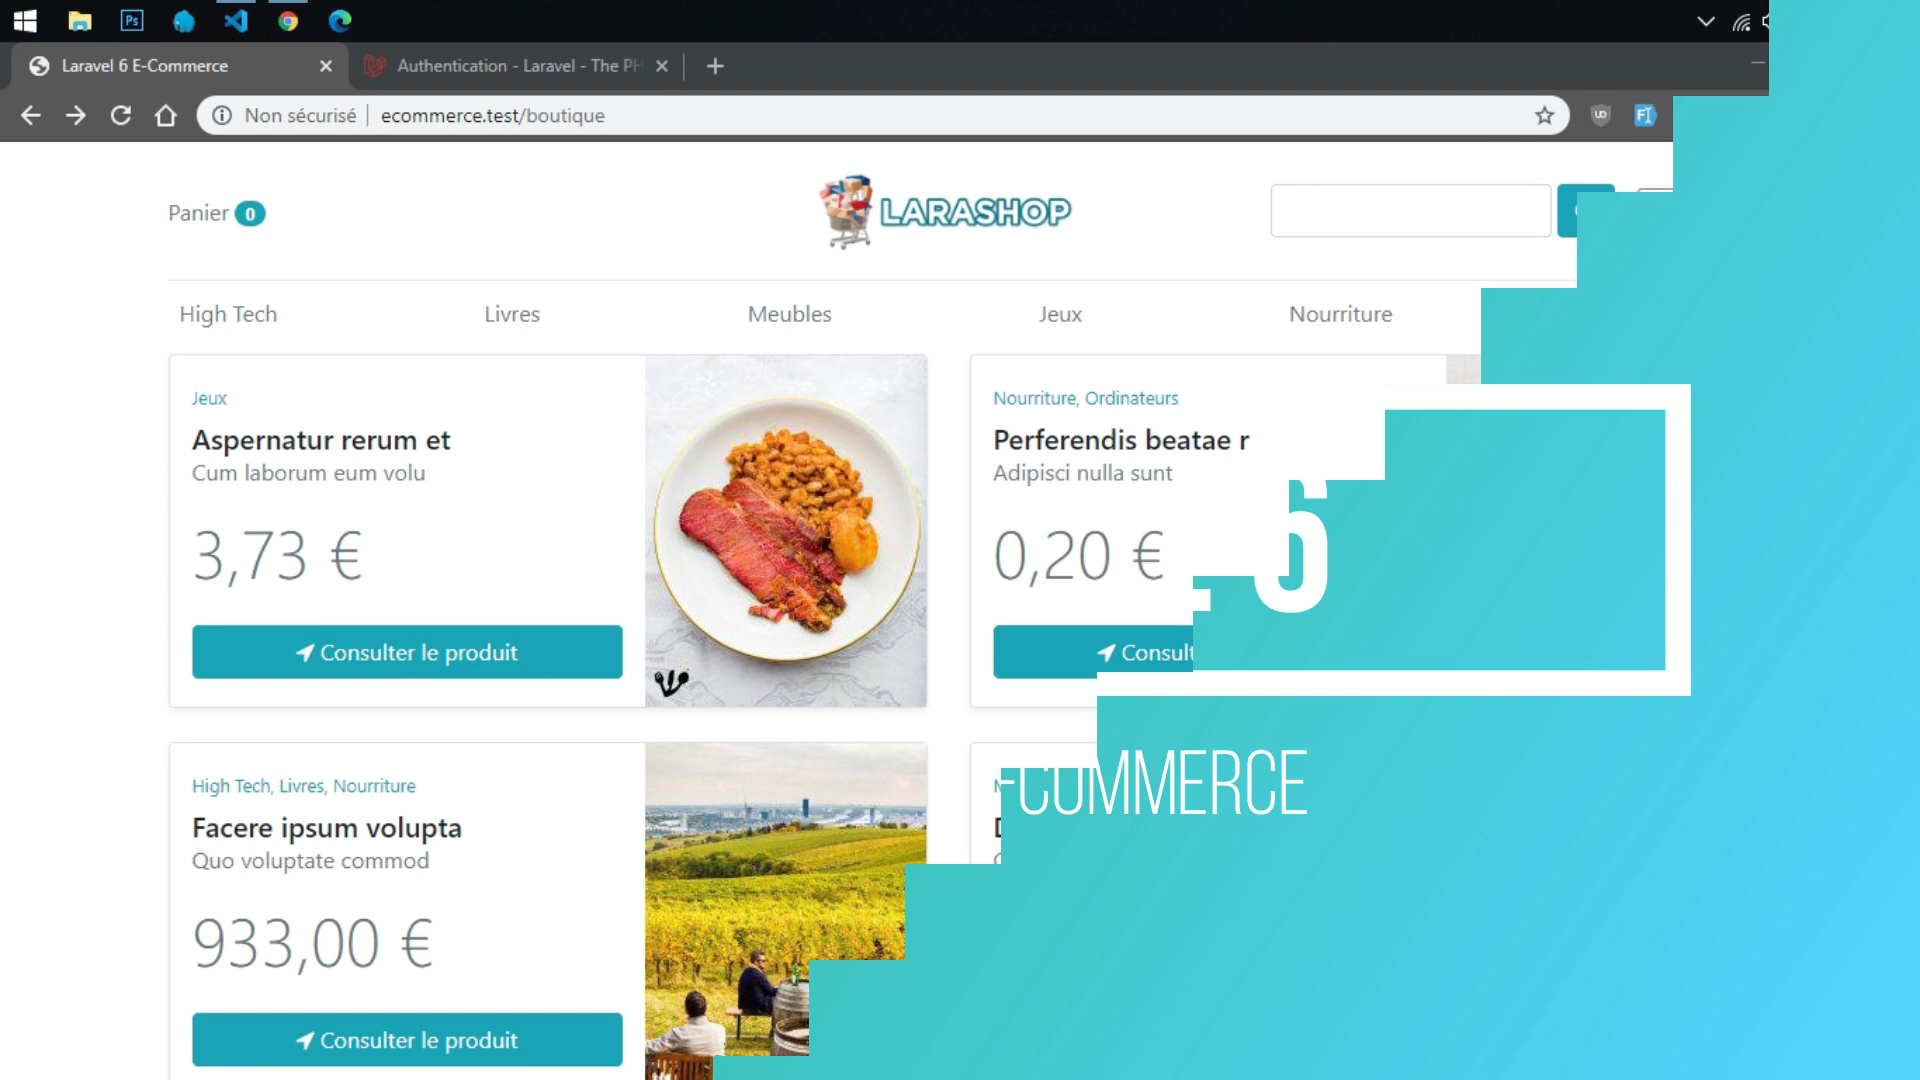 Laravel 6 E-Commerce
Authentication - Laravel - The PH
Non sécurisé | ecommerce.test/boutique
Panier 0
LARASHOP
High Tech Livres Meubles Jeux Nourriture
Jeux
Aspernatur rerum et
Cum laborum eum volu
3,73 €
Consulter le produit
Nourriture, Ordinateurs
Perferendis beatae r
Adipisci nulla sunt
0,20 €
High Tech, Livres, Nourriture
Facere ipsum volupta
Quo voluptate commod
933,00 €
Consulter le produit
6
COMMERCE